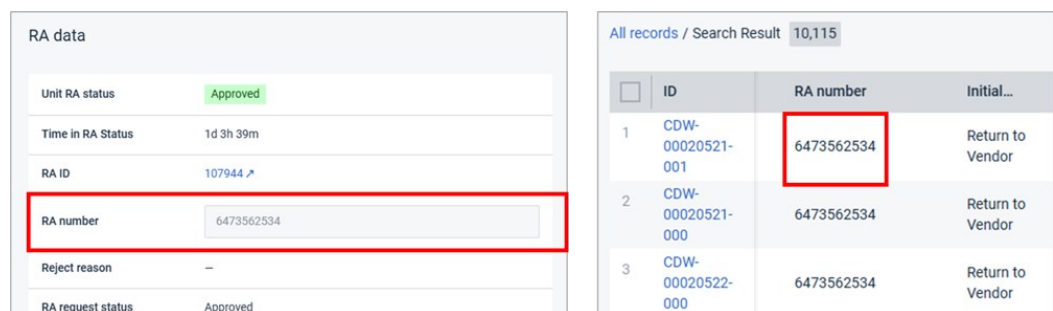 RA data
Unit RA status Approved
Time in RA Status 1d 3h 39m
RA ID 107944 ↗
RA number 6473562534
Reject reason –
RA request status Approved
All records / Search Result 10,115
ID RA number Initial...
1 CDW-
00020521-
001
6473562534
Return to
Vendor
2 CDW-
00020521-
000
6473562534
Return to
Vendor
3 CDW-
00020522-
000
6473562534
Return to
Vendor